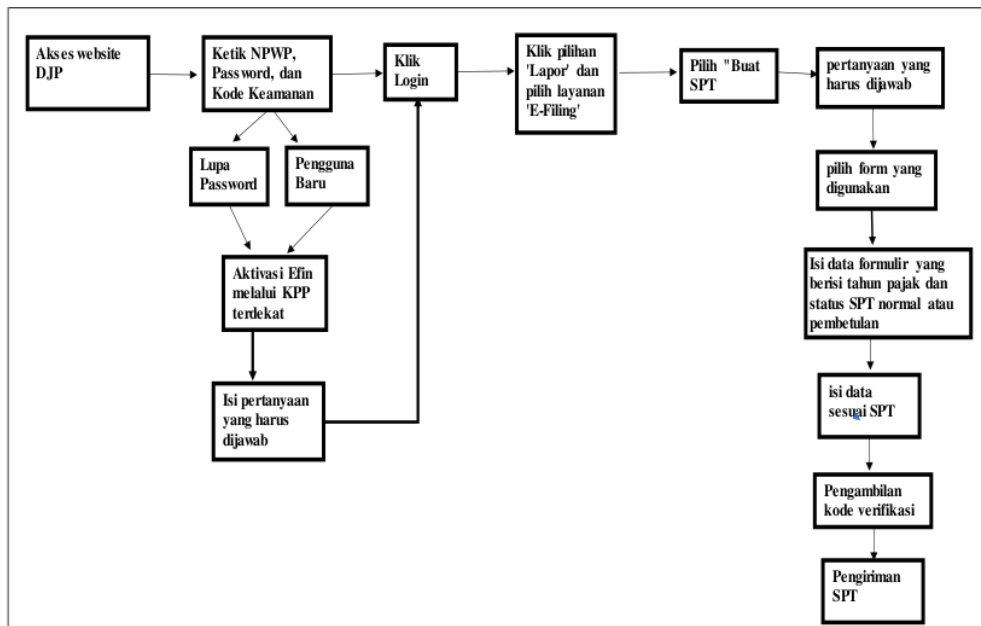 Akses website
DJP
Ketik NPWP,
Password, dan
Kode Keamanan
Klik
Login
Klik pilihan
'Lapor' dan
pilih layanan
'E-Filing'
Pilih "Buat
SPT
pertanyaan yang
harus dijawab
Lupa
Password
Pengguna
Baru
Aktivasi Efin
melalui KPP
terdekat
Isi pertanyaan
yang harus
dijawab
pilih form yang
digunakan
Isi data formulir yang
berisi tahun pajak dan
status SPT normal atau
pembetulan
isi data
sesuai SPT
Pengambilan
kode verifikasi
Pengiriman
SPT